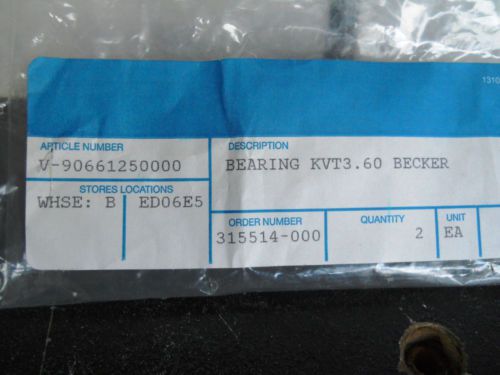 1310
ARTICLE NUMBER DESCRIPTION
V-90661250000 BEARING KVT3.60 BECKER
STORES LOCATIONS
WHSE: B ED06E5
ORDER NUMBER QUANTITY UNIT
315514-000 2 EA